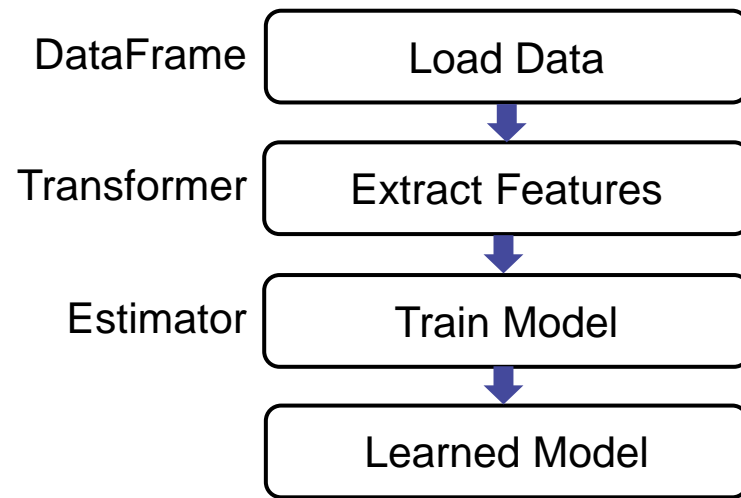 DataFrame Load Data
Transformer Extract Features
Estimator Train Model
Learned Model